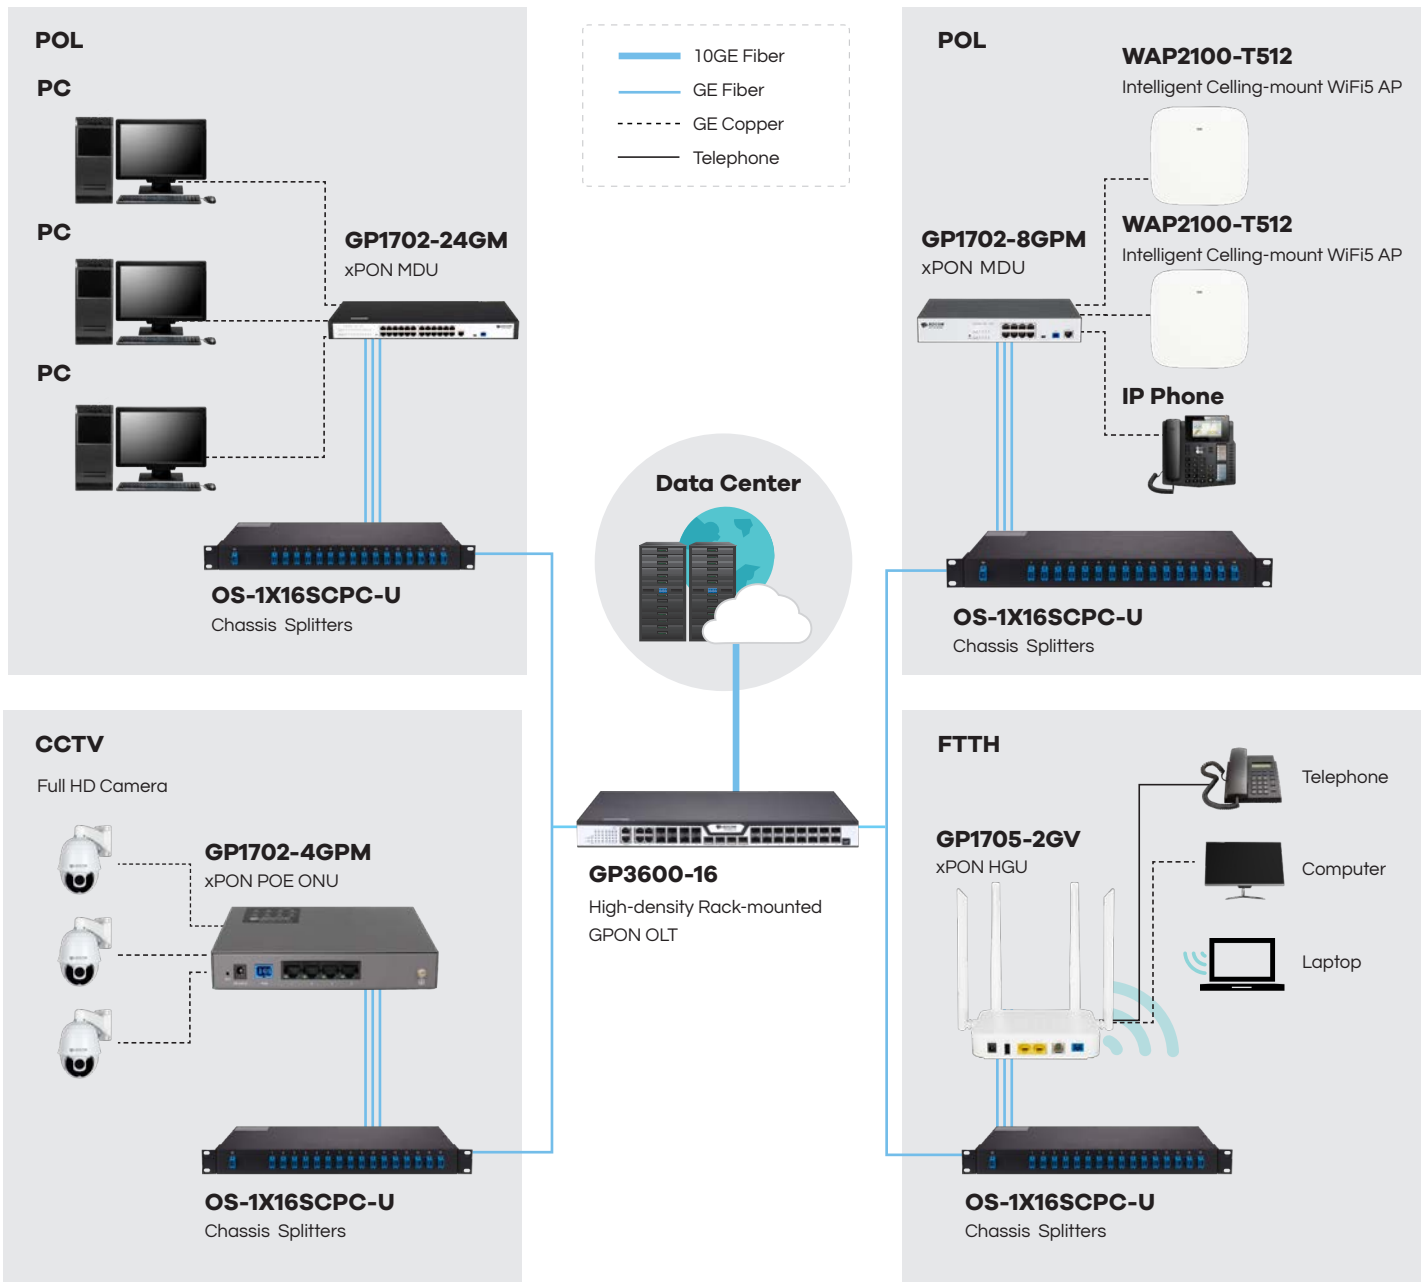 POL
PC
PC
PC
GP1702-24GM
xPON MDU
OS-1X16SCPC-U
Chassis Splitters
10GE Fiber
GE Fiber
GE Copper
Telephone
POL
WAP2100-T512
Intelligent Celling-mount WiFi5 AP
WAP2100-T512
Intelligent Celling-mount WiFi5 AP
GP1702-8GPM
xPON MDU
IP Phone
OS-1X16SCPC-U
Chassis Splitters
Data Center
GP3600-16
High-density Rack-mounted
GPON OLT
CCTV
Full HD Camera
GP1702-4GPM
xPON POE ONU
OS-1X16SCPC-U
Chassis Splitters
FTTH
Telephone
GP1705-2GV
xPON HGU
Computer
Laptop
OS-1X16SCPC-U
Chassis Splitters